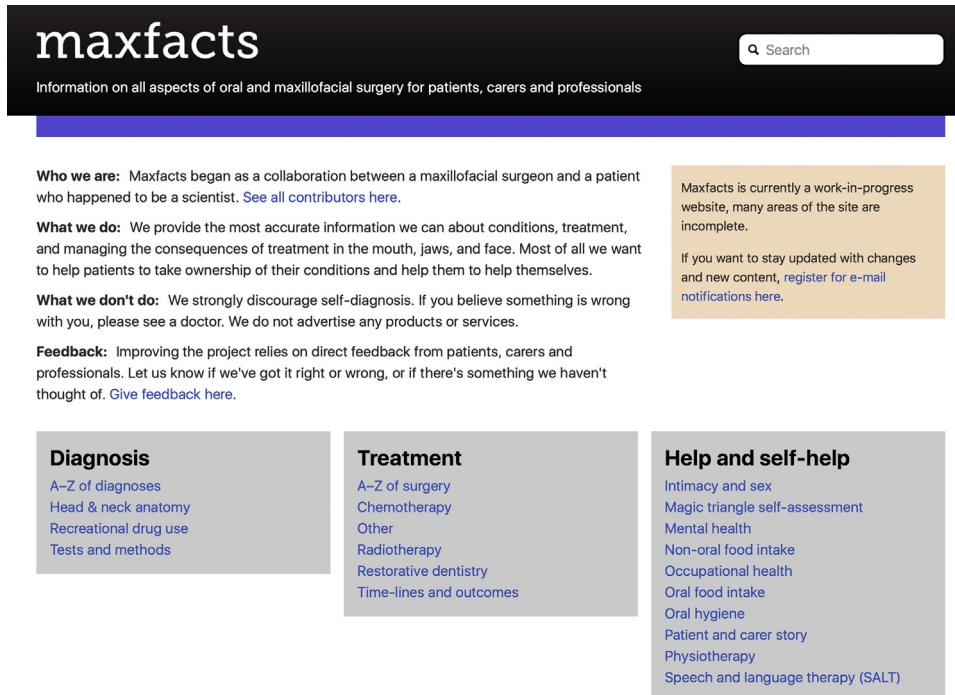 maxfacts
Search
Information on all aspects of oral and maxillofacial surgery for patients, carers and professionals
Who we are: Maxfacts began as a collaboration between a maxillofacial surgeon and a patient
who happened to be a scientist. See all contributors here.
What we do: We provide the most accurate information we can about conditions, treatment,
and managing the consequences of treatment in the mouth, jaws, and face. Most of all we want
to help patients to take ownership of their conditions and help them to help themselves.
What we don't do: We strongly discourage self-diagnosis. If you believe something is wrong
with you, please see a doctor. We do not advertise any products or services.
Feedback: Improving the project relies on direct feedback from patients, carers and
professionals. Let us know if we've got it right or wrong, or if there's something we haven't
thought of. Give feedback here.
Maxfacts is currently a work-in-progress
website, many areas of the site are
incomplete.
If you want to stay updated with changes
and new content, register for e-mail
notifications here.
Diagnosis
A–Z of diagnoses
Head & neck anatomy
Recreational drug use
Tests and methods
Treatment
A–Z of surgery
Chemotherapy
Other
Radiotherapy
Restorative dentistry
Time-lines and outcomes
Help and self-help
Intimacy and sex
Magic triangle self-assessment
Mental health
Non-oral food intake
Occupational health
Oral food intake
Oral hygiene
Patient and carer story
Physiotherapy
Speech and language therapy (SALT)